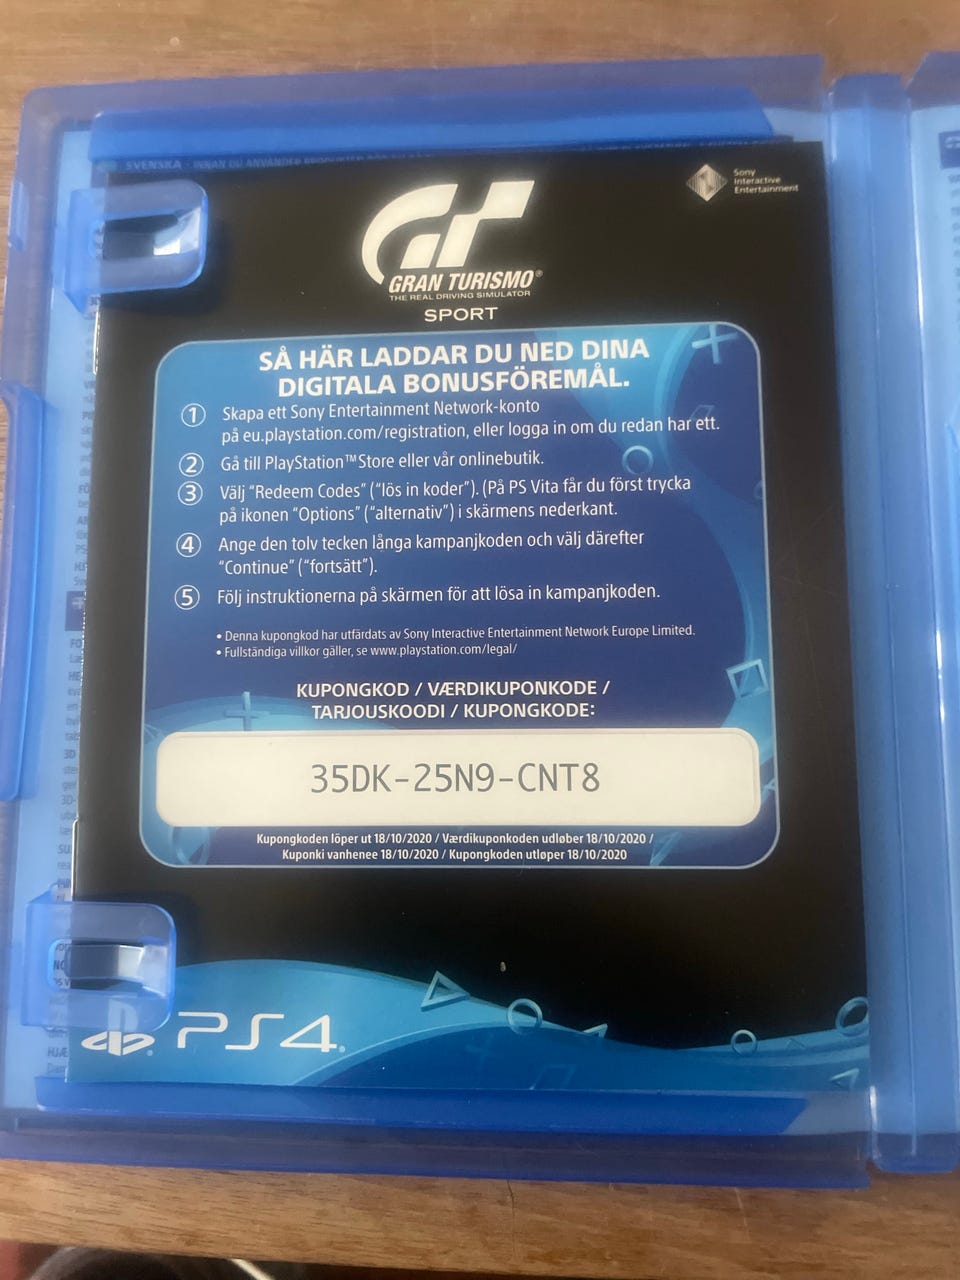 SVENSKA
Sony
Interactive
Entertainment
GRAN TURISMO®
THE REAL DRIVING SIMULATOR
SPORT
SÅ HÄR LADDAR DU NED DINA
DIGITALA BONUSFÖREMÅL.
1 Skapa ett Sony Entertainment Network-konto
på eu.playstation.com/registration, eller logga in om du redan har ett.
2 Gå till PlayStation™Store eller vår onlinebutik.
3 Välj “Redeem Codes” (“lös in koder”). (På PS Vita får du först trycka
på ikonen “Options” (“alternativ”) i skärmens nederkant.
4 Ange den tolv tecken långa kampanjkoden och välj därefter
“Continue” (“fortsätt”).
5 Följ instruktionerna på skärmen för att lösa in kampanjkoden.
• Denna kupongkod har utfärdats av Sony Interactive Entertainment Network Europe Limited.
• Fullständiga villkor gäller, se www.playstation.com/legal/
KUPONGKOD / VÆRDIKUPONKODE /
TARJOUSKOODI / KUPONGKODE:
35DK-25N9-CNT8
Kupongkoden löper ut 18/10/2020 / Værdikuponkoden udløber 18/10/2020 /
Kuponki vanhenee 18/10/2020 / Kupongkoden utløper 18/10/2020
PS4